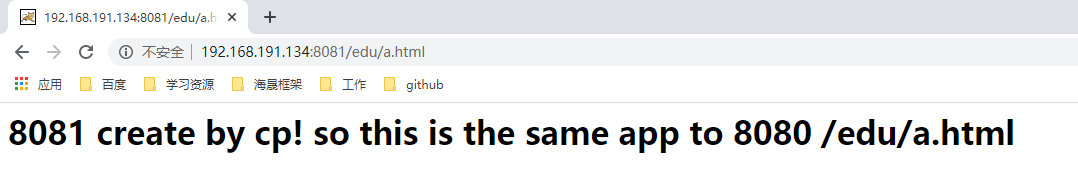 192.168.191.134:8081/edu/a.h
不安全 192.168.191.134:8081/edu/a.html
应用 百度 学习资源 海晟框架 工作 github
8081 create by cp! so this is the same app to 8080 /edu/a.html